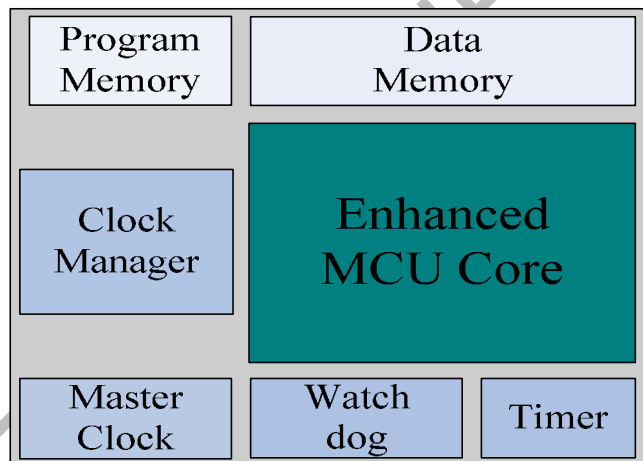 Program
Memory
Data
Memory
Clock
Manager
Enhanced
MCU Core
Master
Clock
Watch
dog
Timer